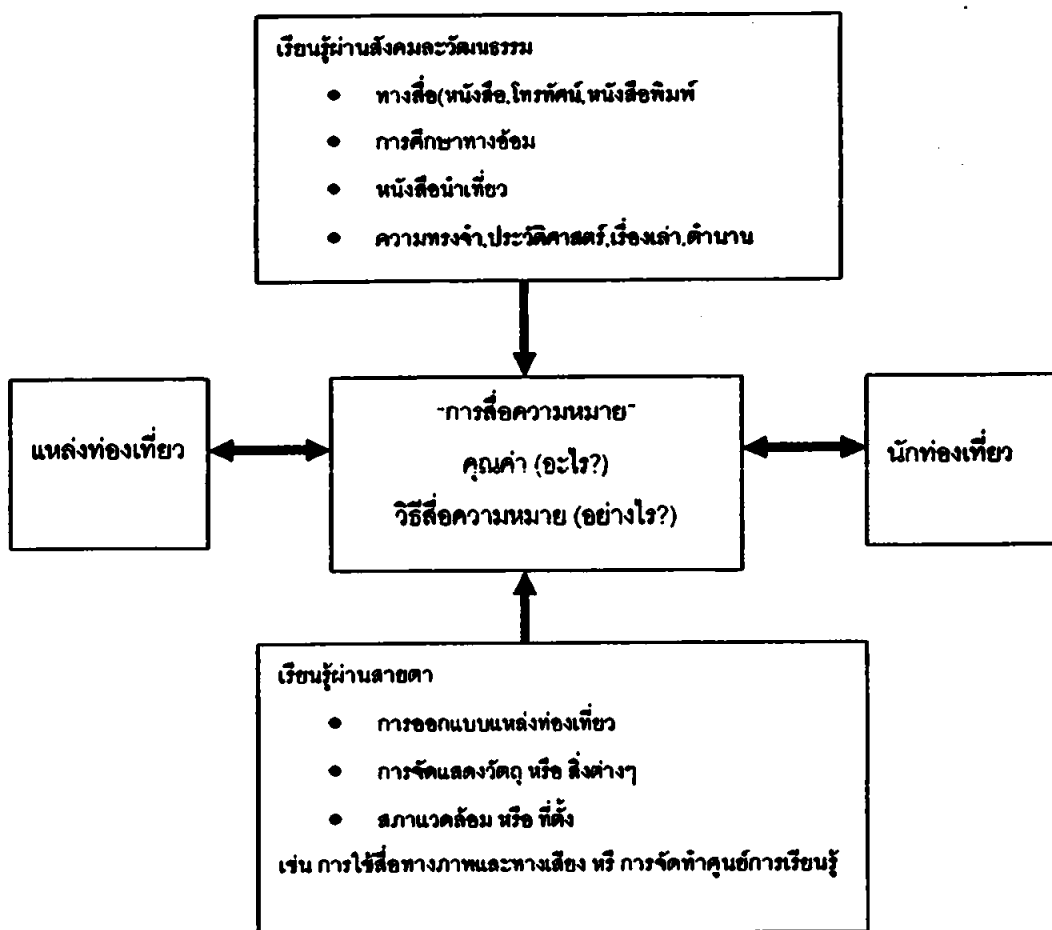 เรียนรู้ผ่านสังคมละวัฒนธรรม
● ทางสื่อ(หนังสือ,โทรทัศน์,หนังสือพิมพ์
● การศึกษาทางอ้อม
● หนังสือนำเที่ยว
● ความทรงจำ,ประวัติศาสตร์,เรื่องเล่า,ตำนาน
แหล่งท่องเที่ยว
"การสื่อความหมาย"
คุณค่า (อะไร?)
วิธีสื่อความหมาย (อย่างไร?)
นักท่องเที่ยว
เรียนรู้ผ่านสายตา
● การออกแบบแหล่งท่องเที่ยว
● การจัดแสดงวัตถุ หรือ สิ่งต่างๆ
● สภาแวดล้อม หรือ ที่ตั้ง
เช่น การใช้สื่อทางภาพและทางเสียง หรื การจัดทำศูนย์การเรียนรู้